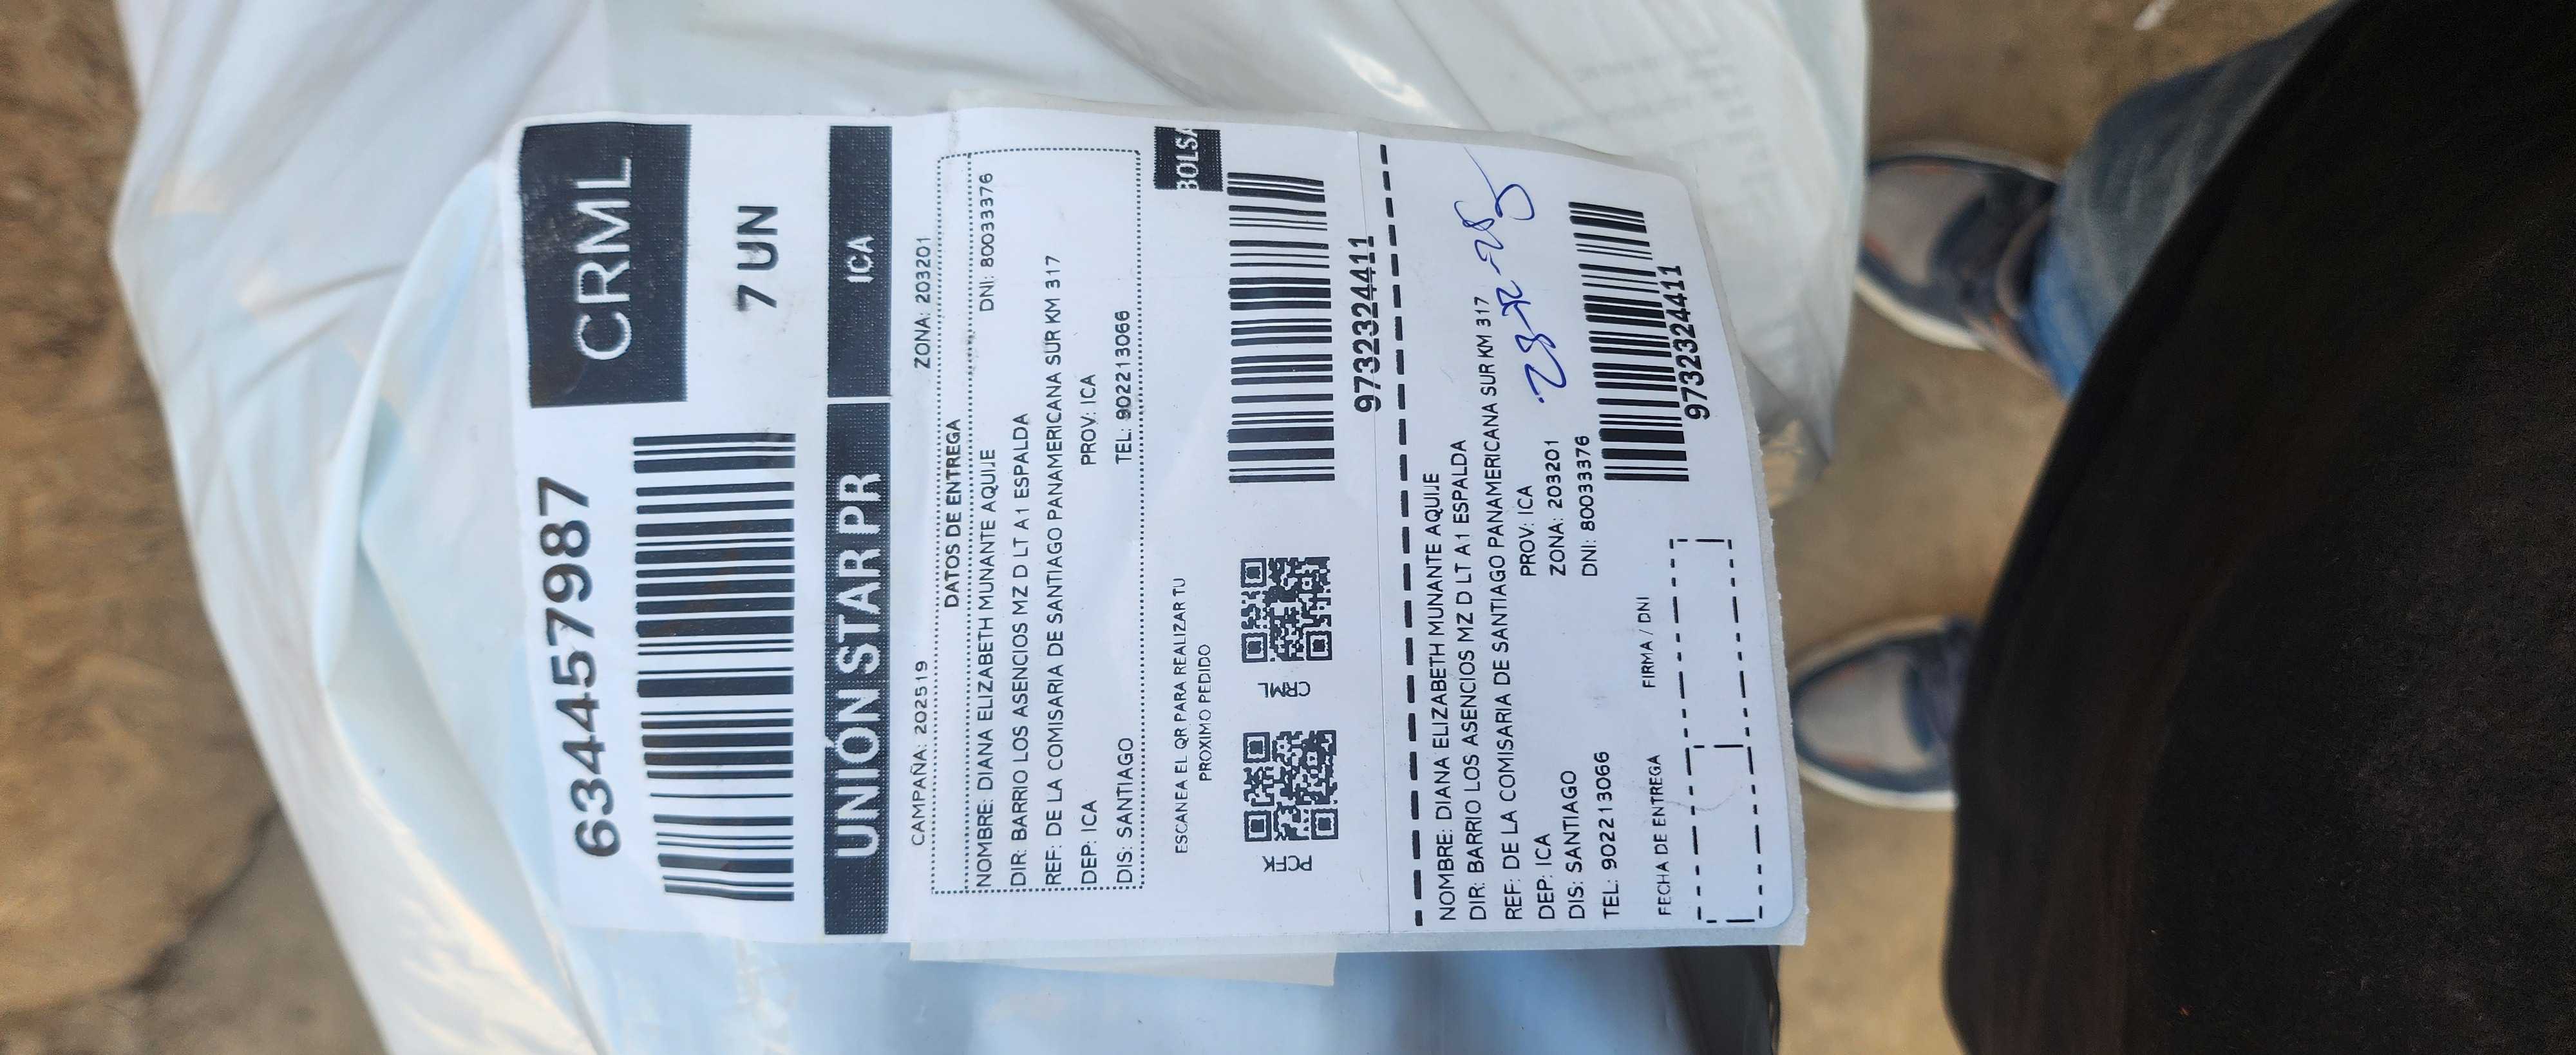 6344457987
CRML
7 UN
UNIÓN STAR PR
ICA
CAMPAÑA: 202519 ZONA: 203201
DATOS DE ENTREGA
NOMBRE: DIANA ELIZABETH MUNANTE AQUIJE DNI: 80033376
DIR: BARRIO LOS ASENCIOS MZ D LT A1 ESPALDA
REF: DE LA COMISARIA DE SANTIAGO PANAMERICANA SUR KM 317
DEP: ICA PROV: ICA
DIS: SANTIAGO TEL: 902213066
ESCANEA EL QR PARA REALIZAR TU
PROXIMO PEDIDO
BOLSA
CRML
9732324411
NOMBRE: DIANA ELIZABETH MUNANTE AQUIJE
DIR: BARRIO LOS ASENCIOS MZ D LT A1 ESPALDA
REF: DE LA COMISARIA DE SANTIAGO PANAMERICANA SUR KM 317
DEP: ICA PROV: ICA
DIS: SANTIAGO ZONA: 203201
TEL: 902213066 DNI: 80033376
FECHA DE ENTREGA FIRMA / DNI
9732324411